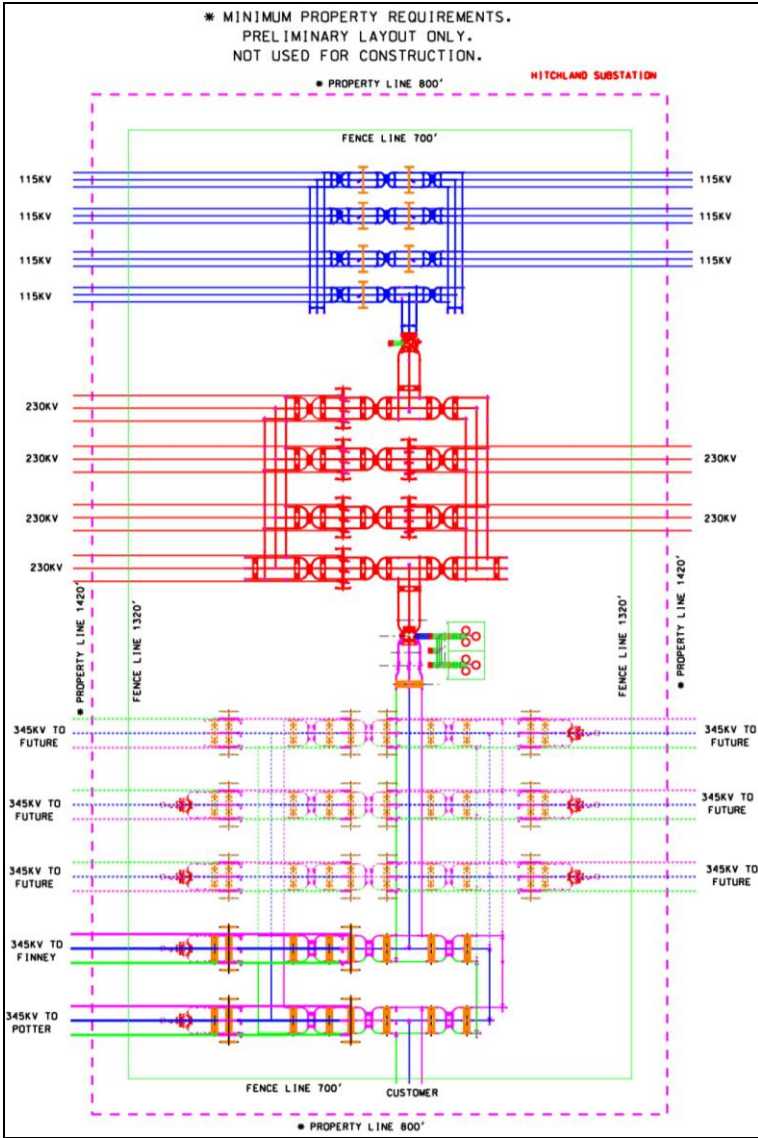 * MINIMUM PROPERTY REQUIREMENTS.
PRELIMINARY LAYOUT ONLY.
NOT USED FOR CONSTRUCTION.
HITCHLAND SUBSTATION
* PROPERTY LINE 800'
FENCE LINE 700'
115KV
115KV
115KV
115KV
115KV
115KV
115KV
230KV
230KV
230KV
230KV
230KV
230KV
* PROPERTY LINE 1420'
FENCE LINE 1320'
FENCE LINE 1320'
* PROPERTY LINE 1420'
345KV TO
FUTURE
345KV TO
FUTURE
345KV TO
FUTURE
345KV TO
FUTURE
345KV TO
FUTURE
345KV TO
FUTURE
345KV TO
FINNEY
345KV TO
POTTER
FENCE LINE 700'
CUSTOMER
* PROPERTY LINE 800'